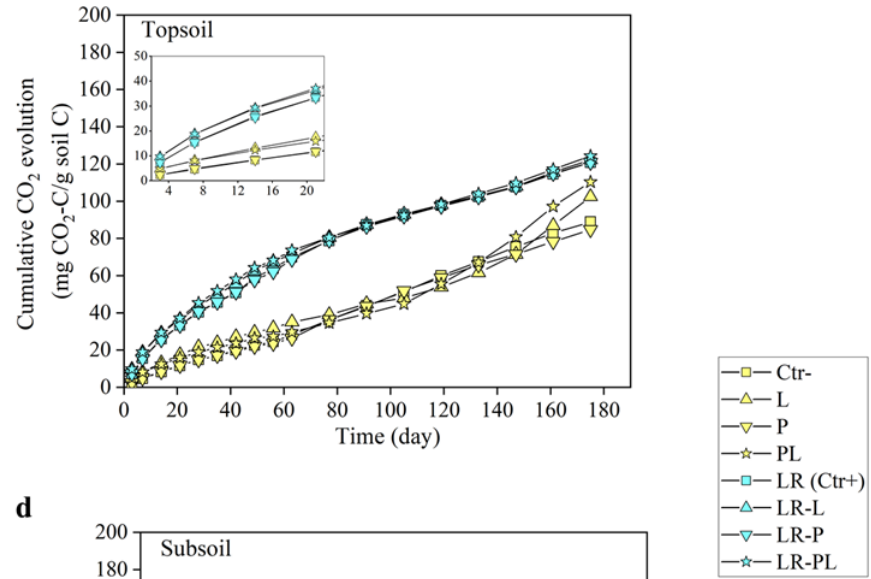 Topsoil
Cumulative CO₂ evolution
(mg CO₂-C/g soil C)
200
180
160
140
120
100
80
60
40
20
0
50
40
30
20
10
0
4 8 12 16 20
0 20 40 60 80 100 120 140 160 180
Time (day)
Ctr-
L
P
PL
LR (Ctr+)
LR-L
LR-P
LR-PL
d
Subsoil
200
180